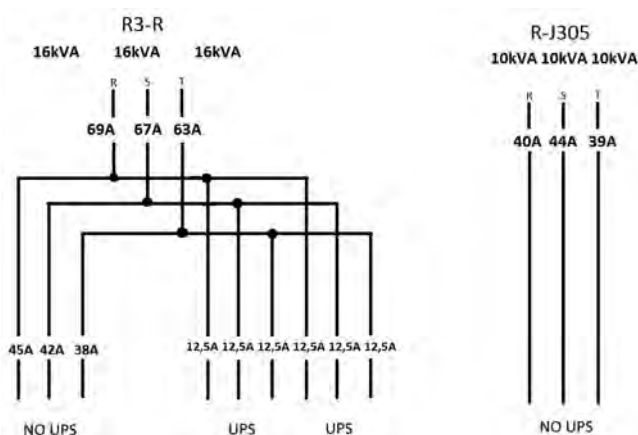 R3-R
16kVA 16kVA 16kVA
R S T
69A 67A 63A
45A 42A 38A
12,5A 12,5A 12,5A 12,5A 12,5A 12,5A
NO UPS
UPS
UPS
R-J305
10kVA 10kVA 10kVA
R S T
40A 44A 39A
NO UPS